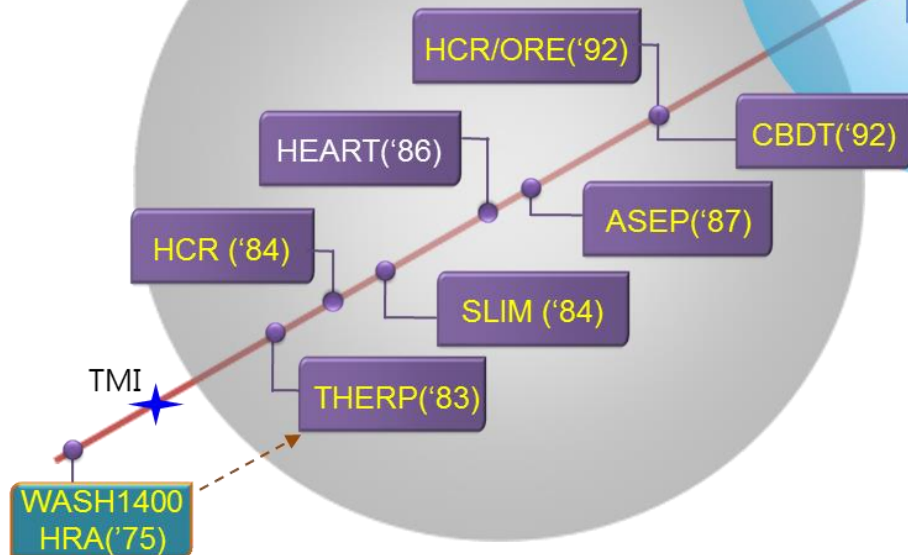 HCR/ORE(‘92)
CBDT(‘92)
HEART(‘86)
ASEP(‘87)
HCR (‘84)
SLIM (‘84)
TMI
THERP(‘83)
WASH1400
HRA(’75)